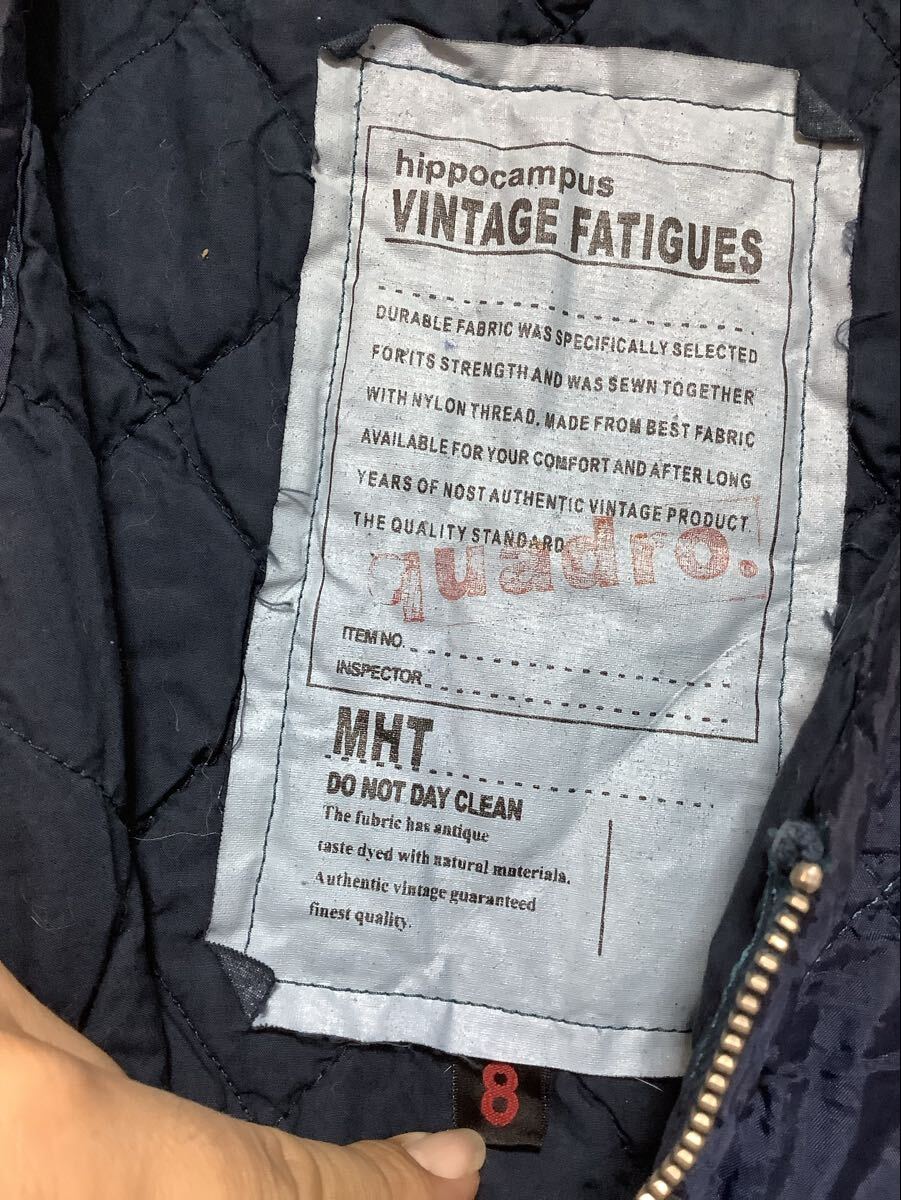 hippocampus
VINTAGE FATIGUES
DURABLE FABRIC WAS SPECIFICALLY SELECTED
FOR ITS STRENGTH AND WAS SEWN TOGETHER
WITH NYLON THREAD. MADE FROM BEST FABRIC
AVAILABLE FOR YOUR COMFORT AND AFTER LONG
YEARS OF NOST AUTHENTIC VINTAGE PRODUCT.
THE QUALITY STANDARD
quadro.
ITEM NO.
INSPECTOR
MHT
DO NOT DAY CLEAN
The fubric has antique
taste dyed with natural materials.
Authentic vintage guaranteed
finest quality.
8